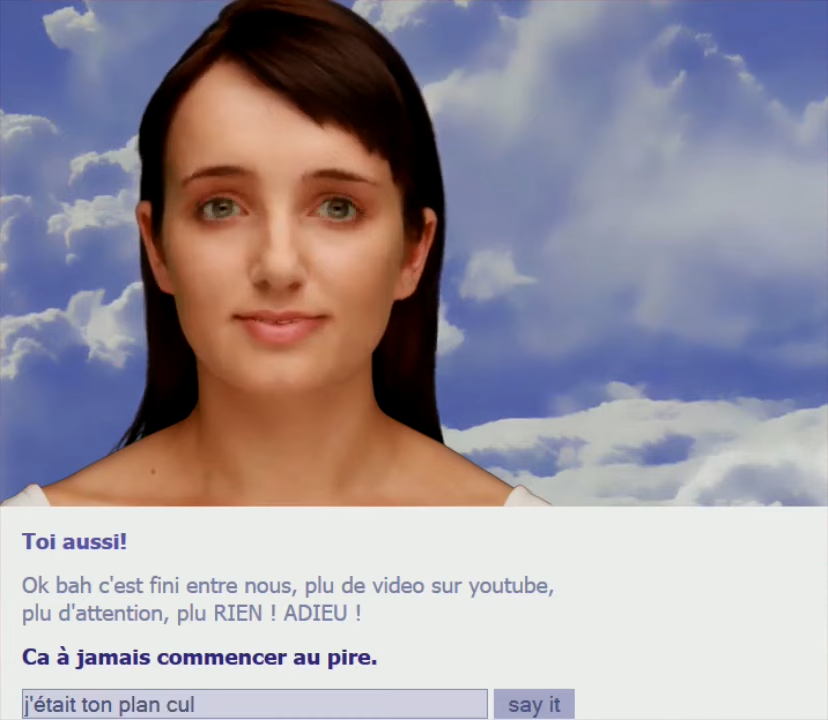 Toi aussi!
Ok bah c'est fini entre nous, plu de video sur youtube,
plu d'attention, plu RIEN ! ADIEU !
Ca à jamais commencer au pire.
j'était ton plan cul
say it